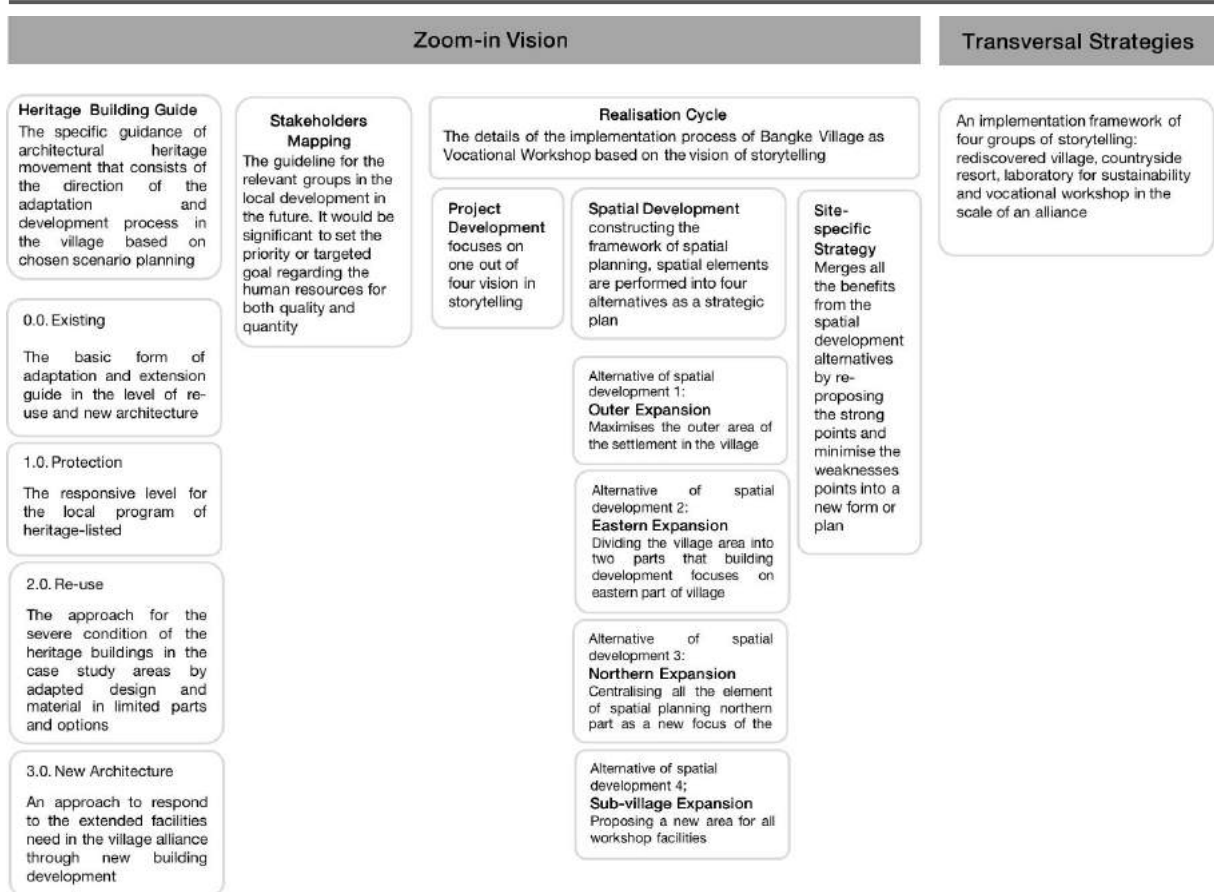 Zoom-in Vision
Transversal Strategies
Heritage Building Guide
The specific guidance of
architectural heritage
movement that consists of
the direction of the
adaptation and
development process in
the village based on
chosen scenario planning
0.0. Existing
The basic form of
adaptation and extension
guide in the level of re-
use and new architecture
1.0. Protection
The responsive level for
the local program of
heritage-listed
2.0. Re-use
The approach for the
severe condition of the
heritage buildings in the
case study areas by
adapted design and
material in limited parts
and options
3.0. New Architecture
An approach to respond
to the extended facilities
need in the village alliance
through new building
development
Stakeholders
Mapping
The guideline for the
relevant groups in the
local development in
the future. It would be
significant to set the
priority or targeted
goal regarding the
human resources for
both quality and
quantity
Realisation Cycle
The details of the implementation process of Bangke Village as
Vocational Workshop based on the vision of storytelling
Project
Development
focuses on
one out of
four vision in
storytelling
Spatial Development
constructing the
framework of spatial
planning, spatial elements
are performed into four
alternatives as a strategic
plan
Alternative of spatial
development 1:
Outer Expansion
Maximises the outer area of
the settlement in the village
Alternative of spatial
development 2:
Eastern Expansion
Dividing the village area into
two parts that building
development focuses on
eastern part of village
Alternative of spatial
development 3:
Northern Expansion
Centralising all the element
of spatial planning northern
part as a new focus of the
Alternative of spatial
development 4;
Sub-village Expansion
Proposing a new area for all
workshop facilities
Site-
specific
Strategy
Merges all
the benefits
from the
spatial
development
alternatives
by re-
proposing
the strong
points and
minimise the
weaknesses
points into a
new form or
plan
An implementation framework of
four groups of storytelling:
rediscovered village, countryside
resort, laboratory for sustainability
and vocational workshop in the
scale of an alliance